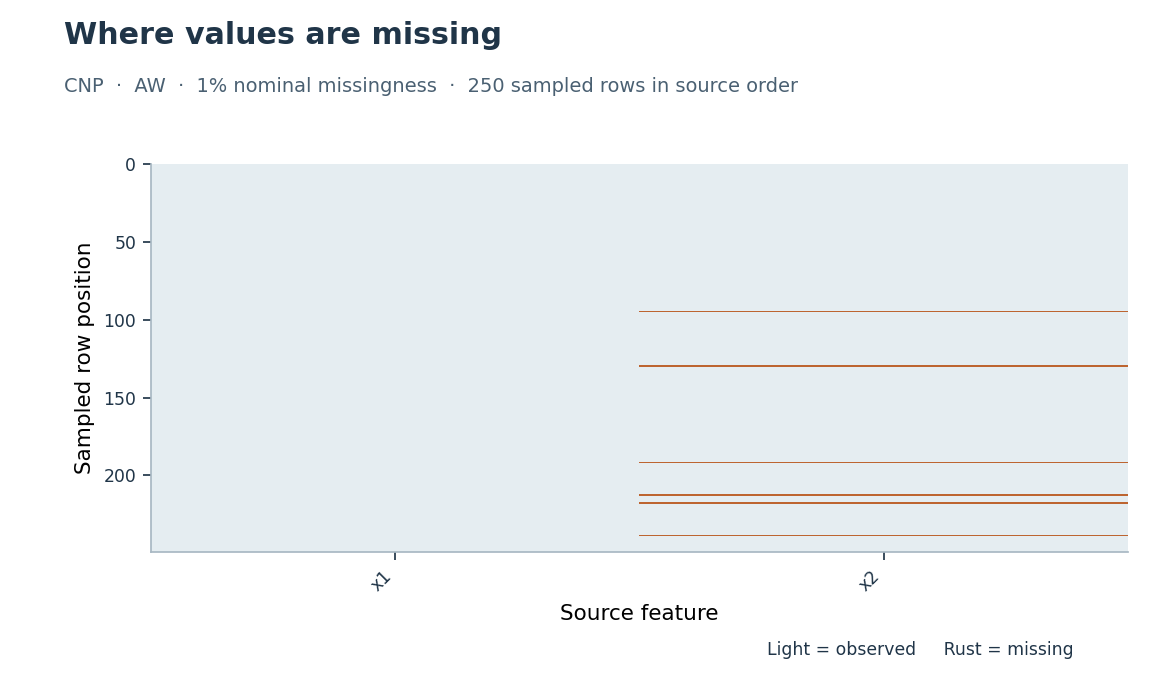 Where values are missing
CNP · AW · 1% nominal missingness · 250 sampled rows in source order
0
50
100
150
200
Sampled row position
x1
x2
Source feature
Light = observed Rust = missing